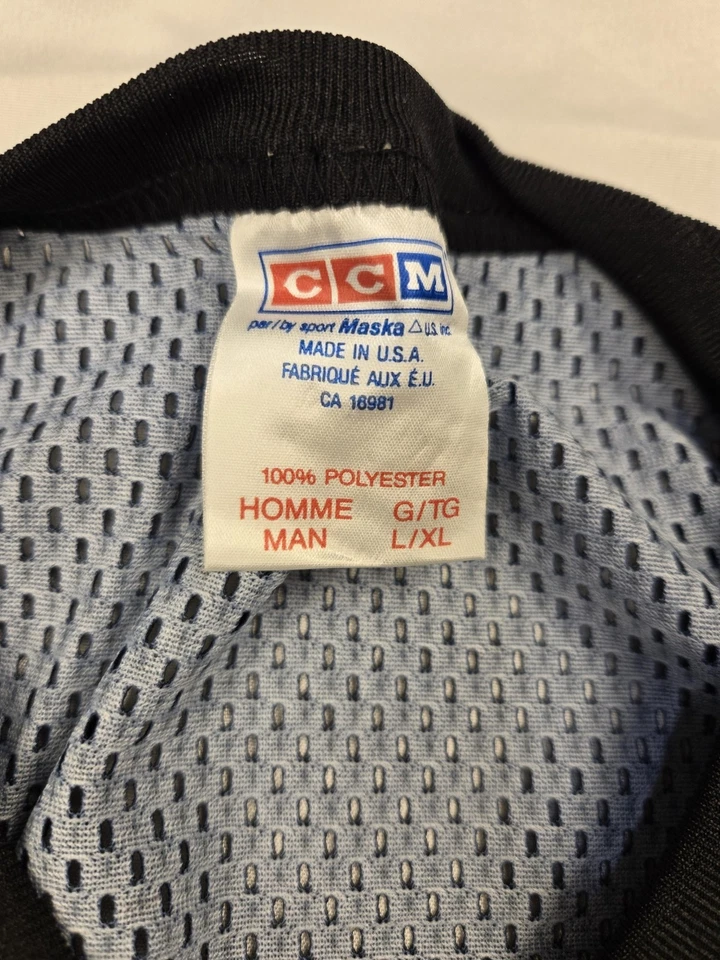 CCM
par/by sport Maska △ U.S. Inc.
MADE IN U.S.A.
FABRIQUÉ AUX É.U.
CA 16981
100% POLYESTER
HOMME G/TG
MAN L/XL